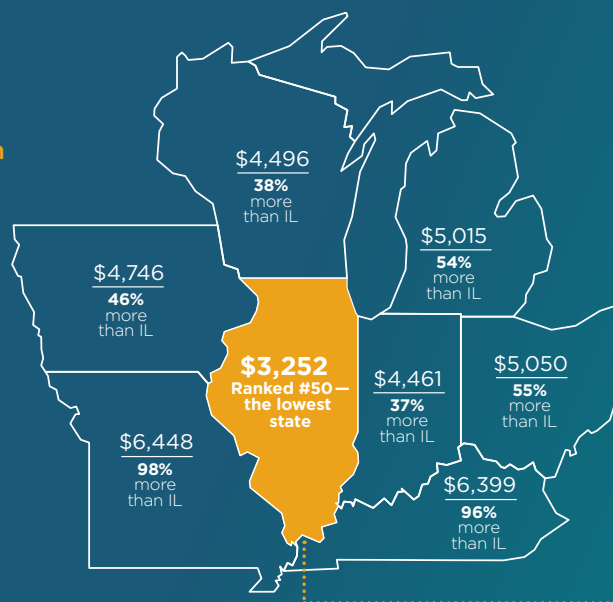 n
$4,496
38%
more
than IL
$5,015
54%
more
than IL
$4,746
46%
more
than IL
$3,252
Ranked #50—
the lowest
state
$4,461
37%
more
than IL
$5,050
55%
more
than IL
$6,448
98%
more
than IL
$6,399
96%
more
than IL